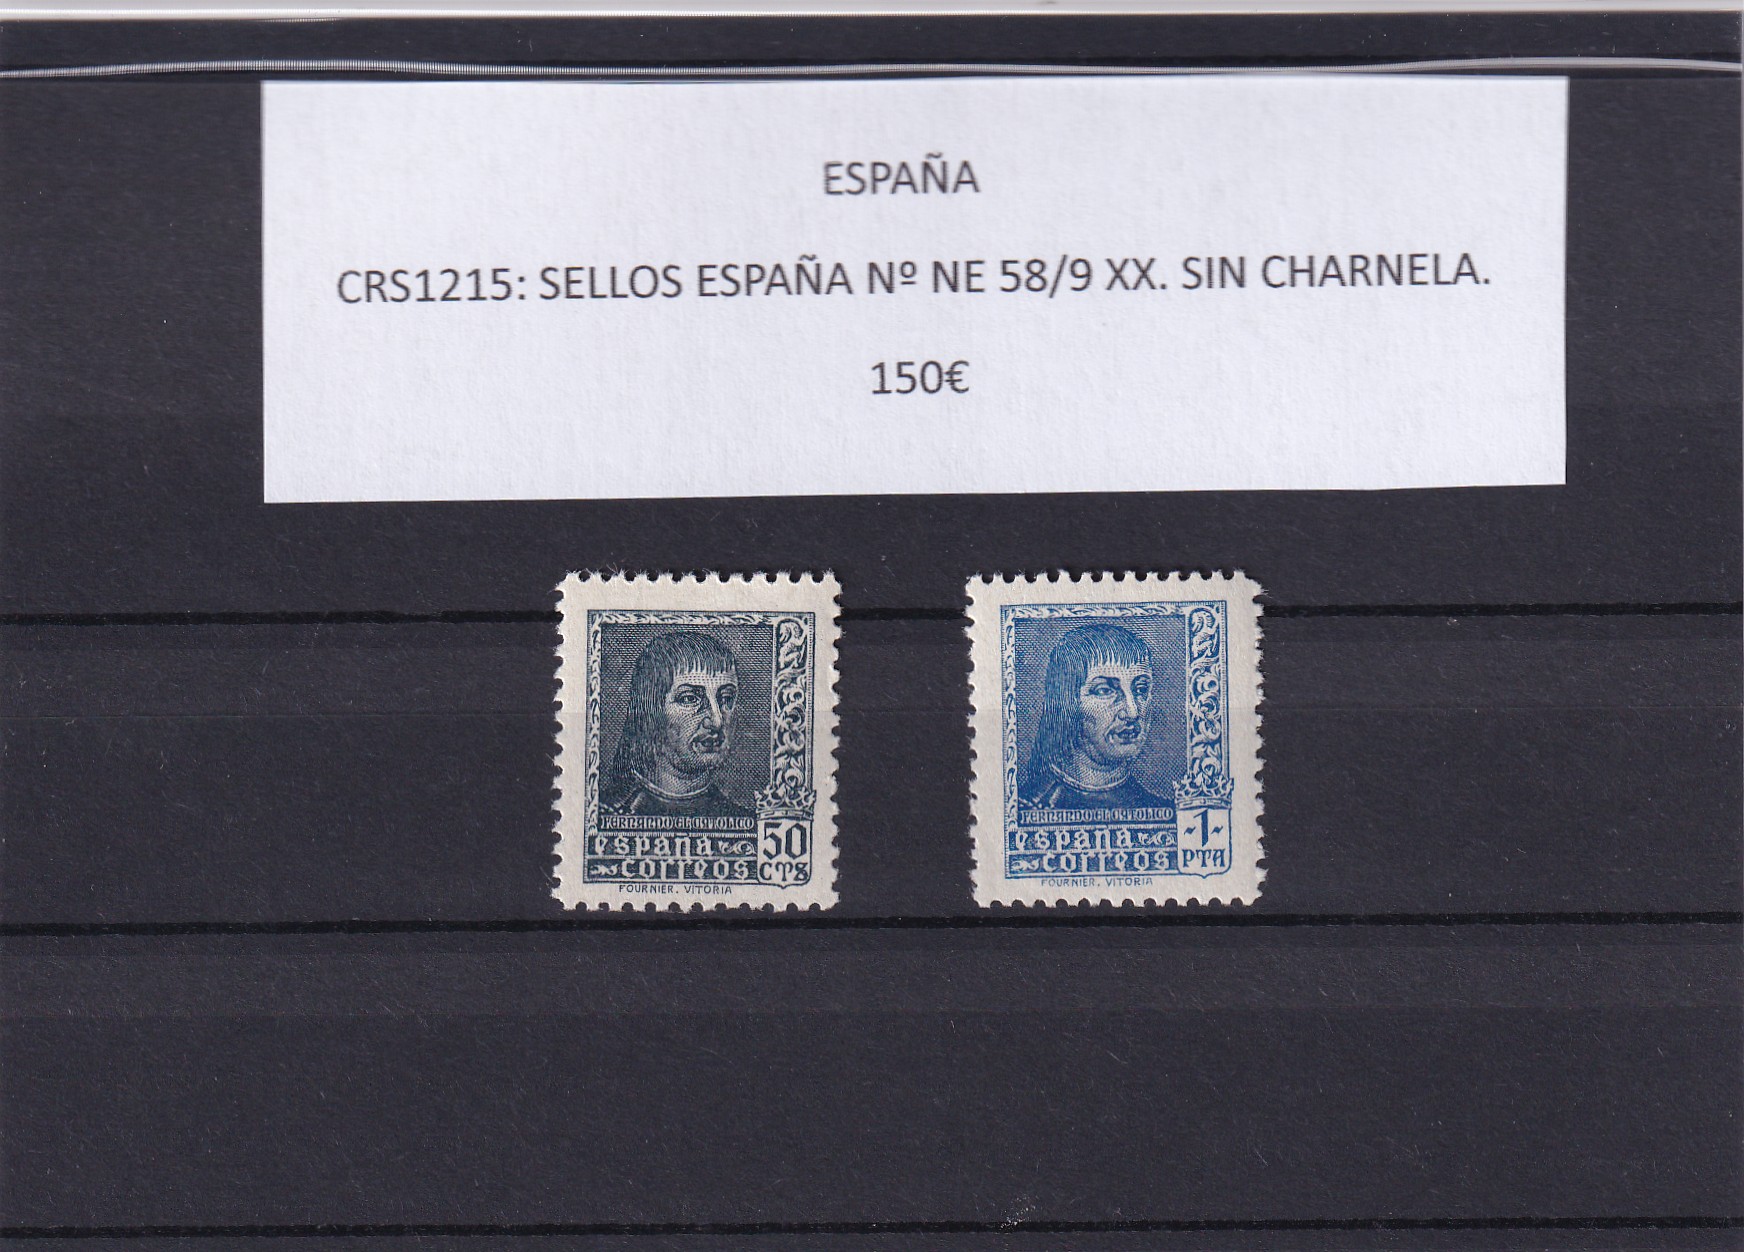 ESPAÑA
CRS1215: SELLOS ESPAÑA Nº NE 58/9 XX. SIN CHARNELA.
150€
FERNANDO EL CATOLICO
españa
correos
50
CTS
FOURNIER. VITORIA
FERNANDO EL CATOLICO
españa
correos
-1-
PTA
FOURNIER. VITORIA